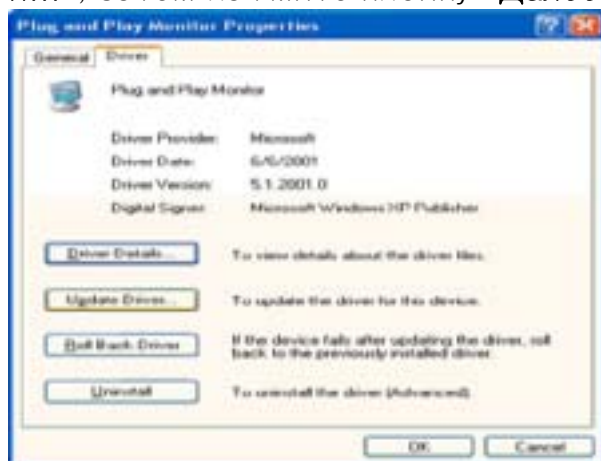 Plug and Play Monitor Properties
General Driver
Plug and Play Monitor
Driver Provider: Microsoft
Driver Date: 6/6/2001
Driver Version: 5.1.2001.0
Digital Signer: Microsoft Windows XP Publisher
Driver Details... To view details about the driver files.
Update Driver... To update the driver for this device.
Roll Back Driver If the device fails after updating the driver, roll
back to the previously installed driver.
Uninstall To uninstall the driver (Advanced).
OK Cancel